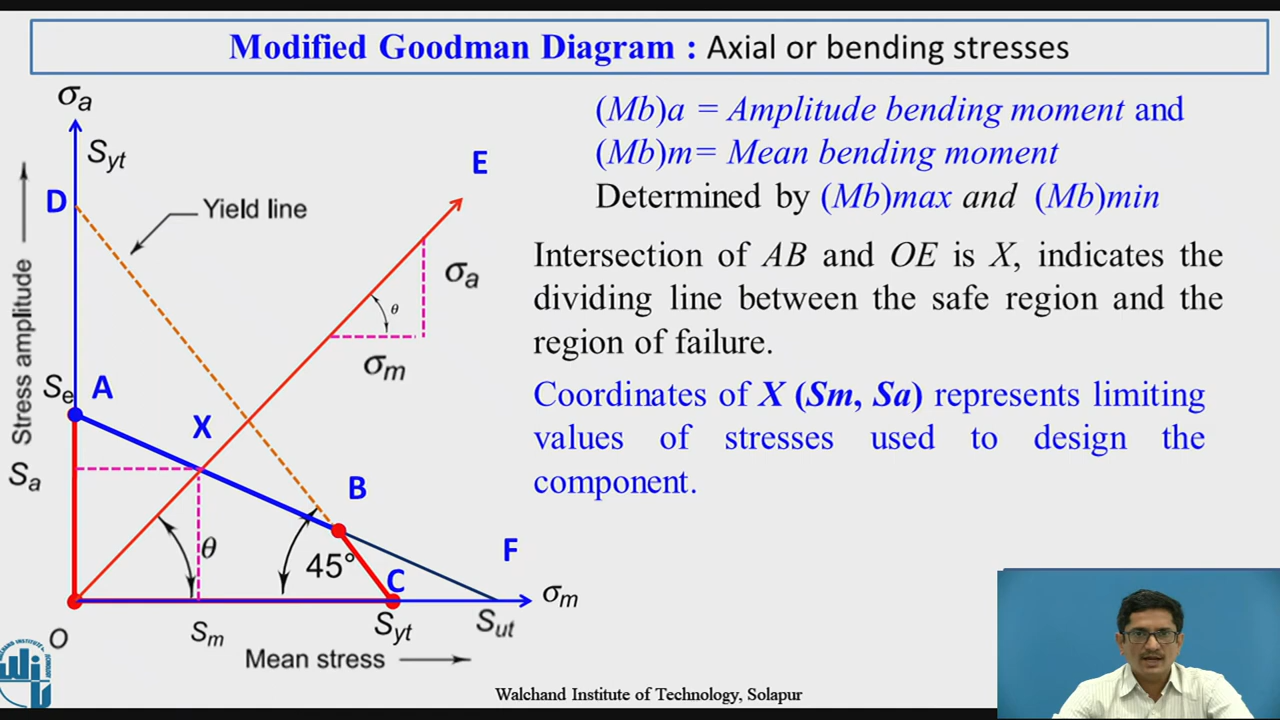 Modified Goodman Diagram : Axial or bending stresses
σa
Syt
D
Yield line
E
Stress amplitude
σa
θ
σm
Se
A
X
Sa
B
θ
45°
F
C
σm
O
Sm
Syt
Sut
Mean stress
(Mb)a = Amplitude bending moment and
(Mb)m= Mean bending moment
Determined by (Mb)max and (Mb)min
Intersection of AB and OE is X, indicates the
dividing line between the safe region and the
region of failure.
Coordinates of X (Sm, Sa) represents limiting
values of stresses used to design the
component.
Walchand Institute of Technology, Solapur